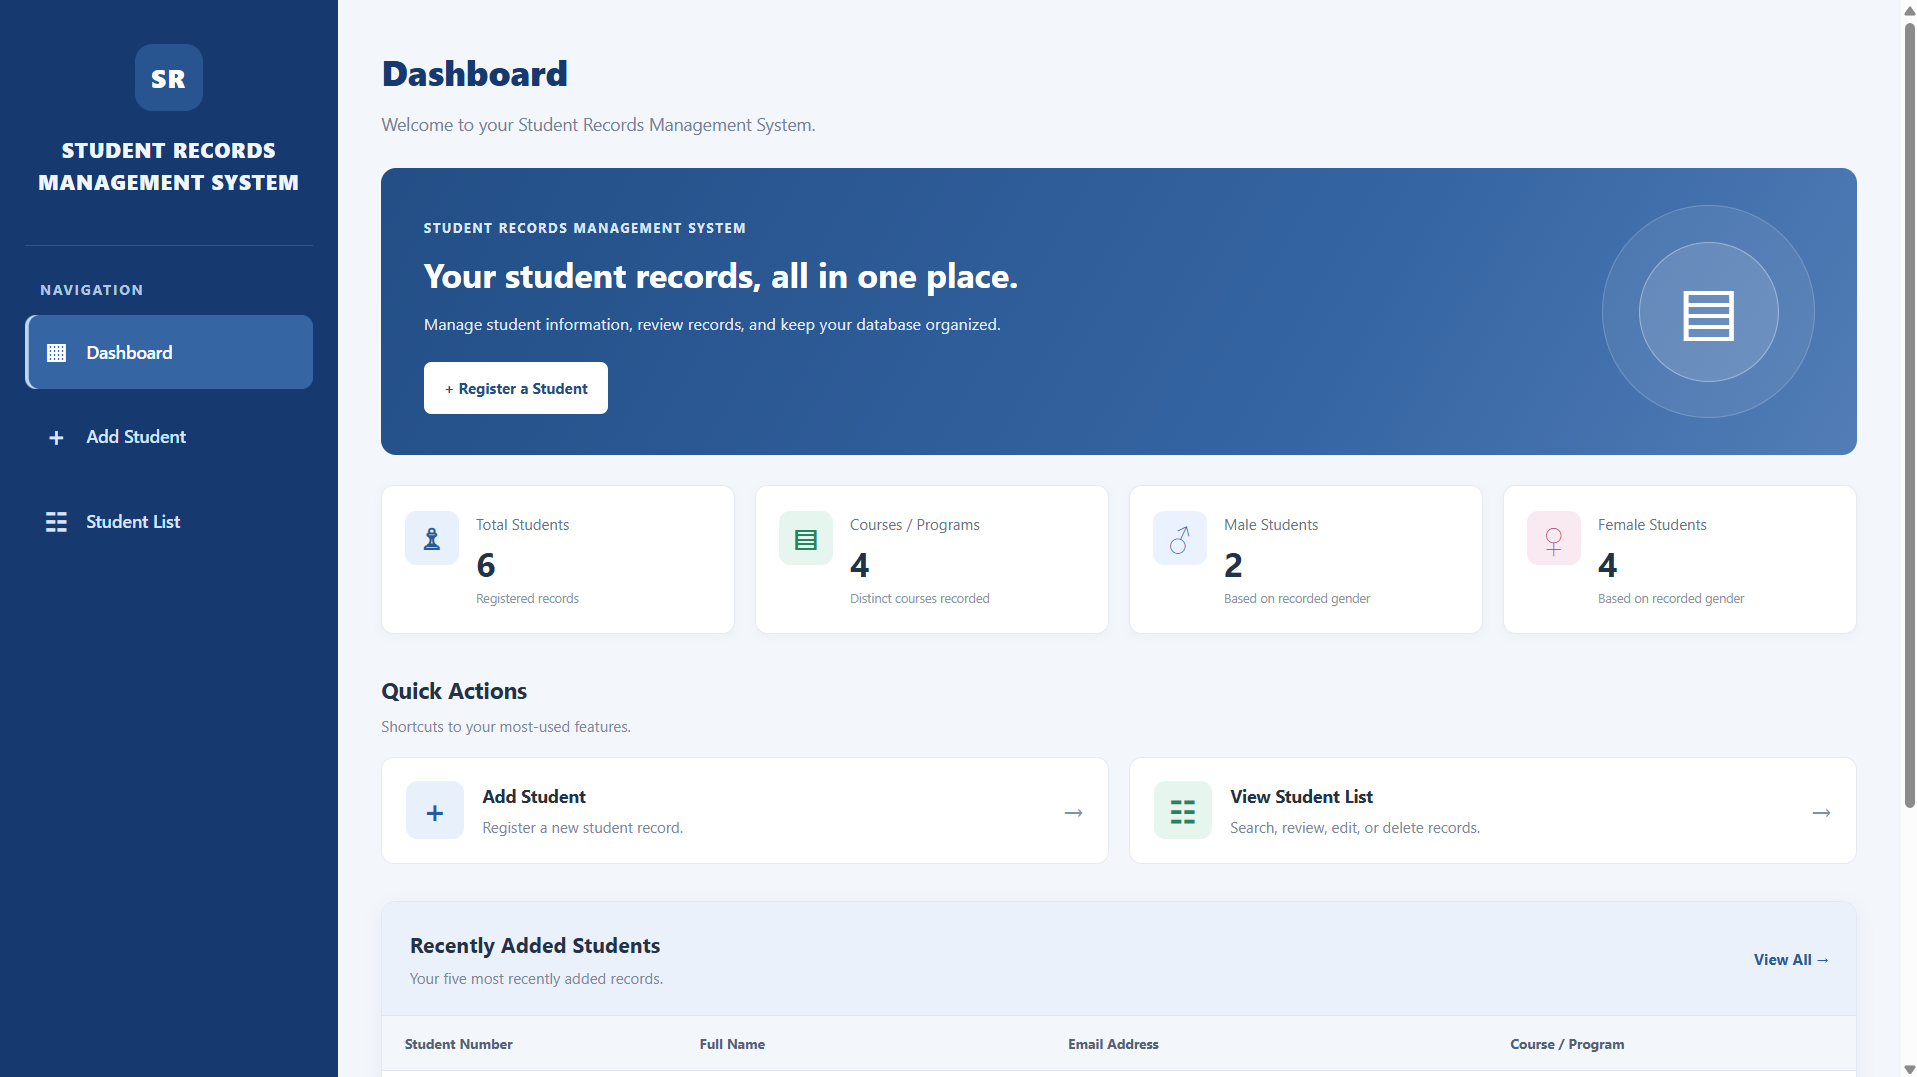 SR
STUDENT RECORDS
MANAGEMENT SYSTEM
NAVIGATION
Dashboard
+ Add Student
Student List
Dashboard
Welcome to your Student Records Management System.
STUDENT RECORDS MANAGEMENT SYSTEM
Your student records, all in one place.
Manage student information, review records, and keep your database organized.
+ Register a Student
Total Students
6
Registered records
Courses / Programs
4
Distinct courses recorded
♂
Male Students
2
Based on recorded gender
♀
Female Students
4
Based on recorded gender
Quick Actions
Shortcuts to your most-used features.
+
Add Student
Register a new student record.
→
View Student List
Search, review, edit, or delete records.
→
Recently Added Students
Your five most recently added records.
View All →
Student Number Full Name Email Address Course / Program